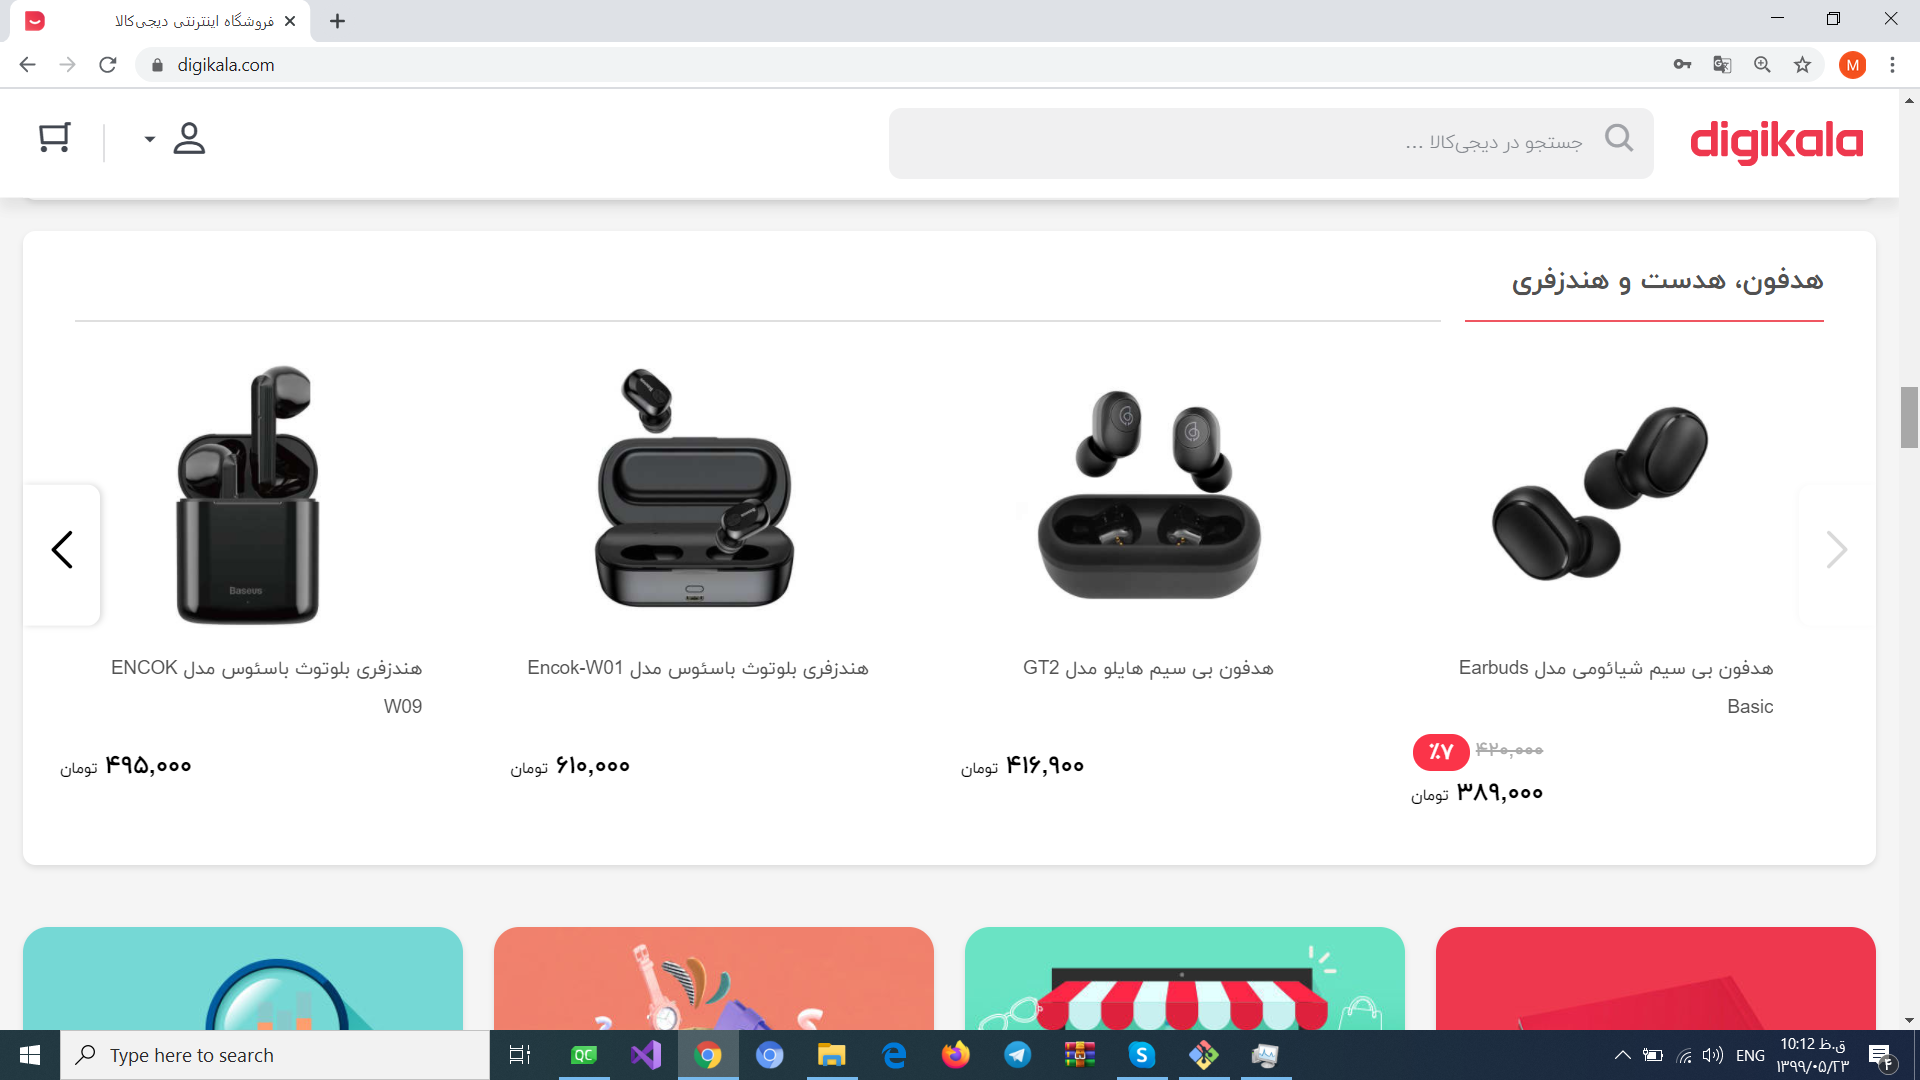 فروشگاه اینترنتی دیجی‌کالا
digikala.com
M
digikala
جستجو در دیجی‌کالا ...
هدفون، هدست و هندزفری
هدفون بی سیم شیائومی مدل Earbuds
Basic
۴۲۰,۰۰۰
٪۷
۳۸۹,۰۰۰ تومان
هدفون بی سیم هایلو مدل GT2
۴۱۶,۹۰۰ تومان
هندزفری بلوتوث باسئوس مدل Encok-W01
۶۱۰,۰۰۰ تومان
Baseus
هندزفری بلوتوث باسئوس مدل ENCOK
W09
۴۹۵,۰۰۰ تومان
Type here to search
QC
ENG
10:12 ق.ظ
۱۳۹۹/۰۵/۲۳
۴